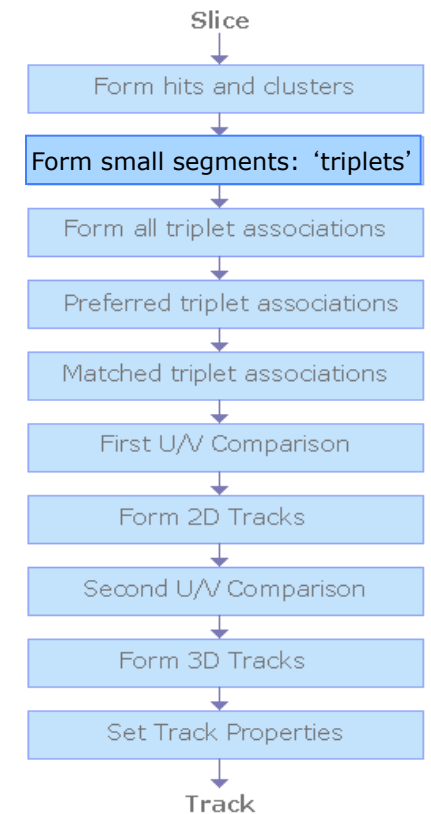 Slice
Form hits and clusters
Form small segments: ‘triplets’
Form all triplet associations
Preferred triplet associations
Matched triplet associations
First U/V Comparison
Form 2D Tracks
Second U/V Comparison
Form 3D Tracks
Set Track Properties
Track